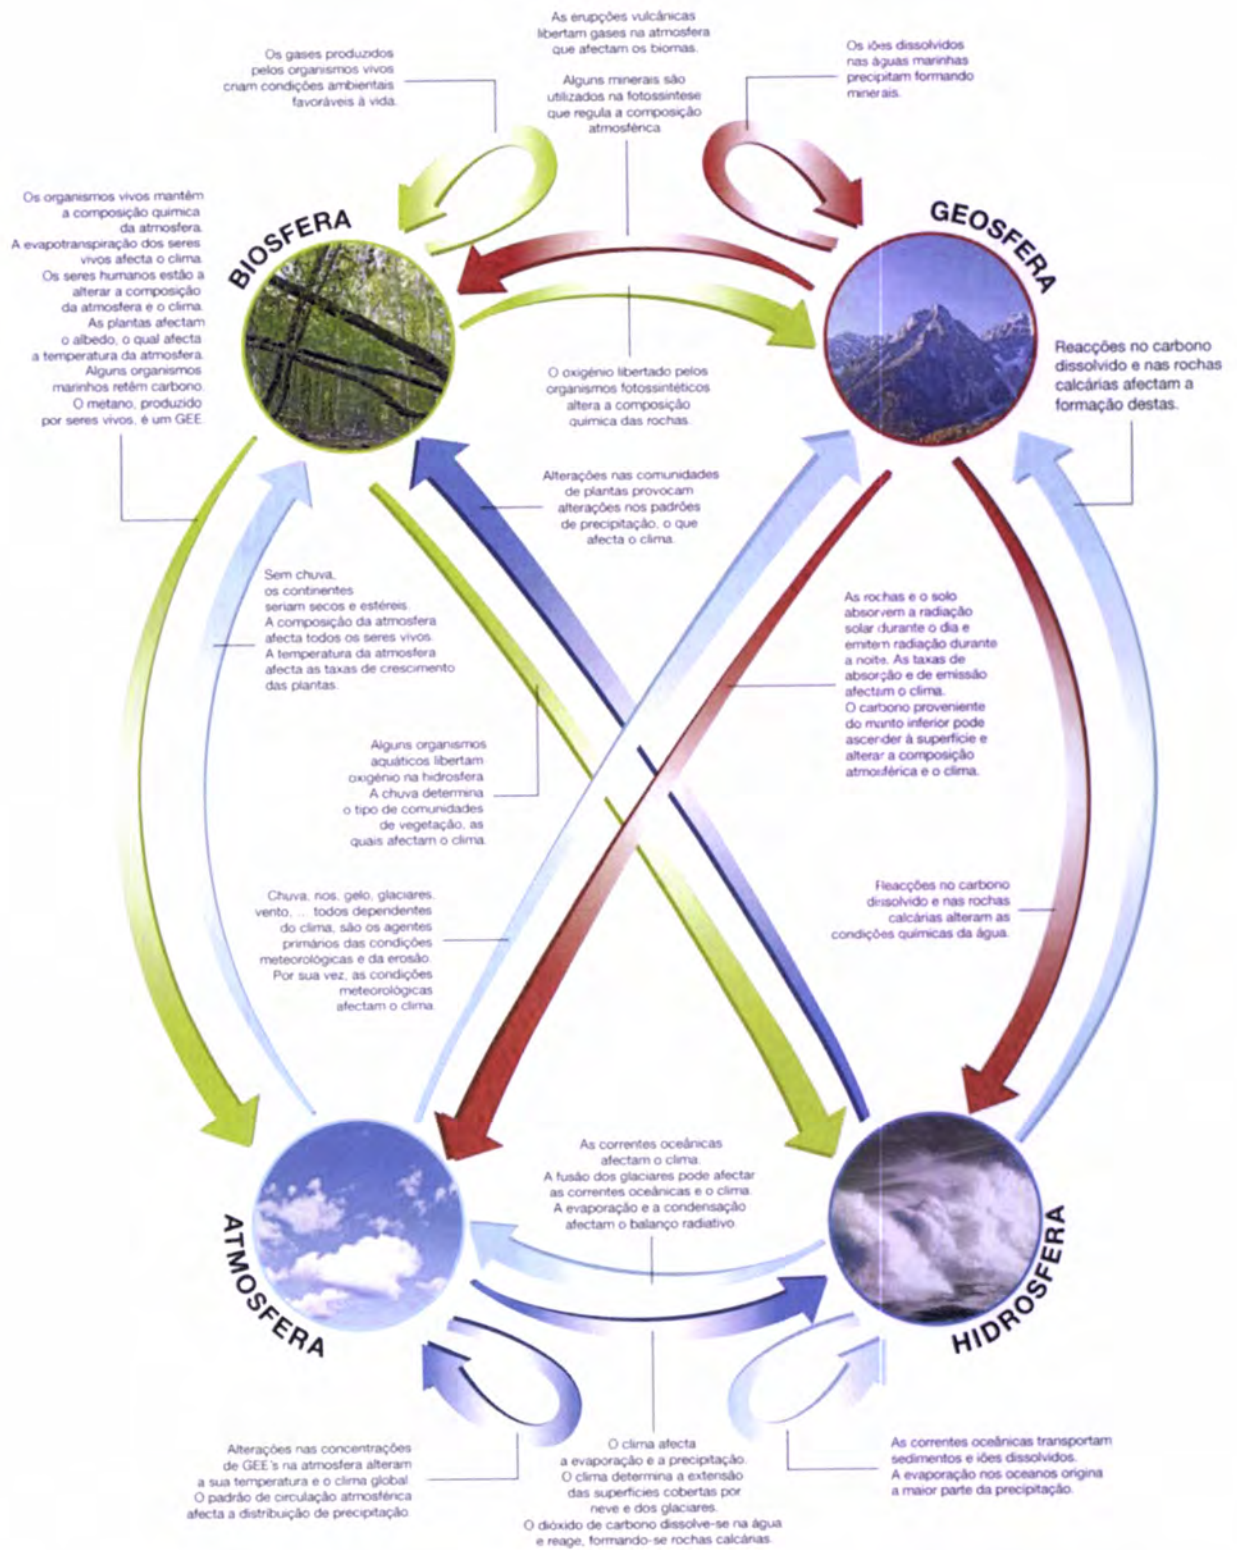 As erupções vulcânicas
libertam gases na atmosfera
que afectam os biomas.
Alguns minerais são
utilizados na fotossíntese
que regula a composição
atmosférica
Os gases produzidos
pelos organismos vivos
criam condições ambientais
favoráveis à vida.
Os iões dissolvidos
nas águas marinhas
precipitam formando
minerais.
Os organismos vivos mantêm
a composição química
da atmosfera.
A evapotranspiração dos seres
vivos afecta o clima.
Os seres humanos estão a
alterar a composição
da atmosfera e o clima.
As plantas afectam
o albedo, o qual afecta
a temperatura da atmosfera.
Alguns organismos
marinhos retêm carbono.
O metano, produzido
por seres vivos, é um GEE.
BIOSFERA
GEOSFERA
O oxigénio libertado pelos
organismos fotossintéticos
altera a composição
química das rochas.
Reacções no carbono
dissolvido e nas rochas
calcárias afectam a
formação destas.
Alterações nas comunidades
de plantas provocam
alterações nos padrões
de precipitação, o que
afecta o clima.
Sem chuva,
os continentes
seriam secos e estéreis.
A composição da atmosfera
afecta todos os seres vivos.
A temperatura da atmosfera
afecta as taxas de crescimento
das plantas.
As rochas e o solo
absorvem a radiação
solar durante o dia e
emitem radiação durante
a noite. As taxas de
absorção e de emissão
afectam o clima.
O carbono proveniente
do manto inferior pode
ascender à superfície e
alterar a composição
atmosférica e o clima.
Alguns organismos
aquáticos libertam
oxigénio na hidrosfera
A chuva determina
o tipo de comunidades
de vegetação, as
quais afectam o clima.
Chuva, rios, gelo, glaciares,
vento, ... todos dependentes
do clima, são os agentes
primários das condições
meteorológicas e da erosão.
Por sua vez, as condições
meteorológicas
afectam o clima.
Reacções no carbono
dissolvido e nas rochas
calcárias alteram as
condições químicas da água.
As correntes oceânicas
afectam o clima.
A fusão dos glaciares pode afectar
as correntes oceânicas e o clima.
A evaporação e a condensação
afectam o balanço radiativo.
ATMOSFERA
HIDROSFERA
Alterações nas concentrações
de GEE's na atmosfera alteram
a sua temperatura e o clima global.
O padrão de circulação atmosférica
afecta a distribuição de precipitação.
O clima afecta
a evaporação e a precipitação.
O clima determina a extensão
das superfícies cobertas por
neve e dos glaciares.
O dióxido de carbono dissolve-se na água
e reage, formando-se rochas calcárias.
As correntes oceânicas transportam
sedimentos e iões dissolvidos.
A evaporação nos oceanos origina
a maior parte da precipitação.